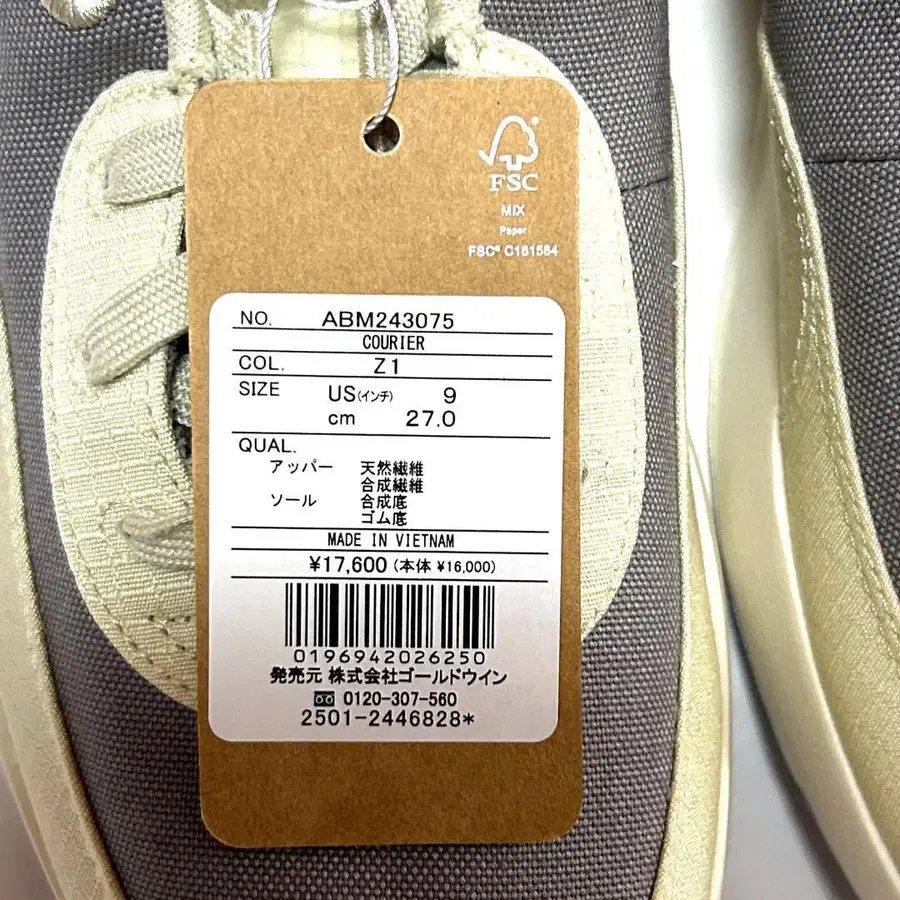 FSC
MIX
Paper
FSC® C161584
NO. ABM243075
COURIER
COL. Z1
SIZE US(インチ) 9
cm 27.0
QUAL.
アッパー 天然繊維
合成繊維
ソール 合成底
ゴム底
MADE IN VIETNAM
¥17,600 (本体 ¥16,000)
0196942026250
発売元 株式会社ゴールドウイン
0120-307-560
2501-2446828*